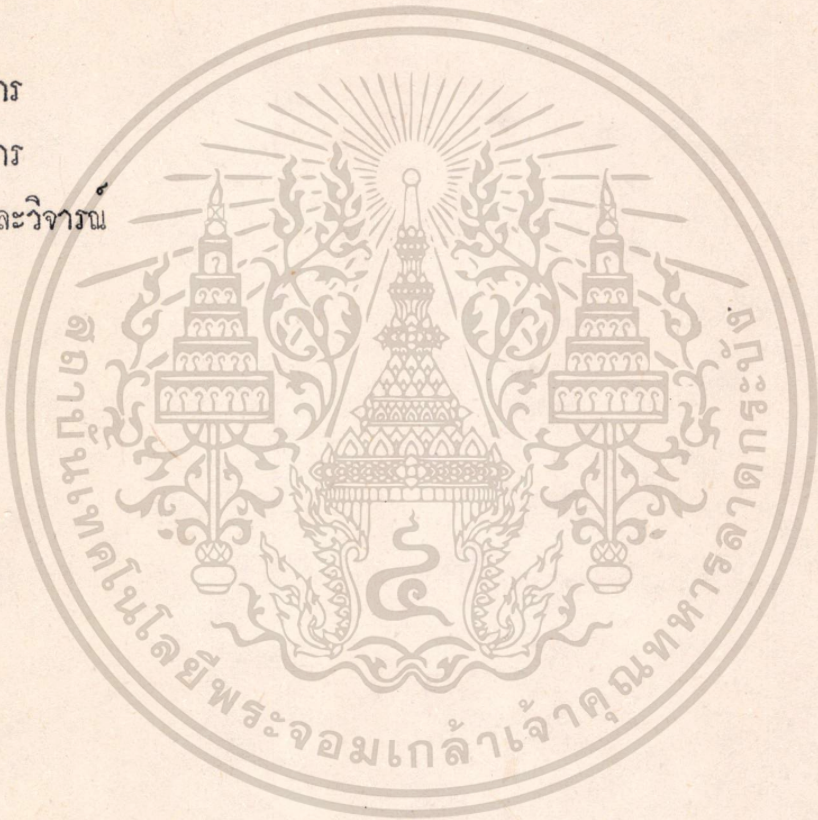 าร
าร
ละวิจารณ์
สถาบันเทคโนโลยีพระจอมเกล้าเจ้าคุณทหารลาดกระบัง
๔